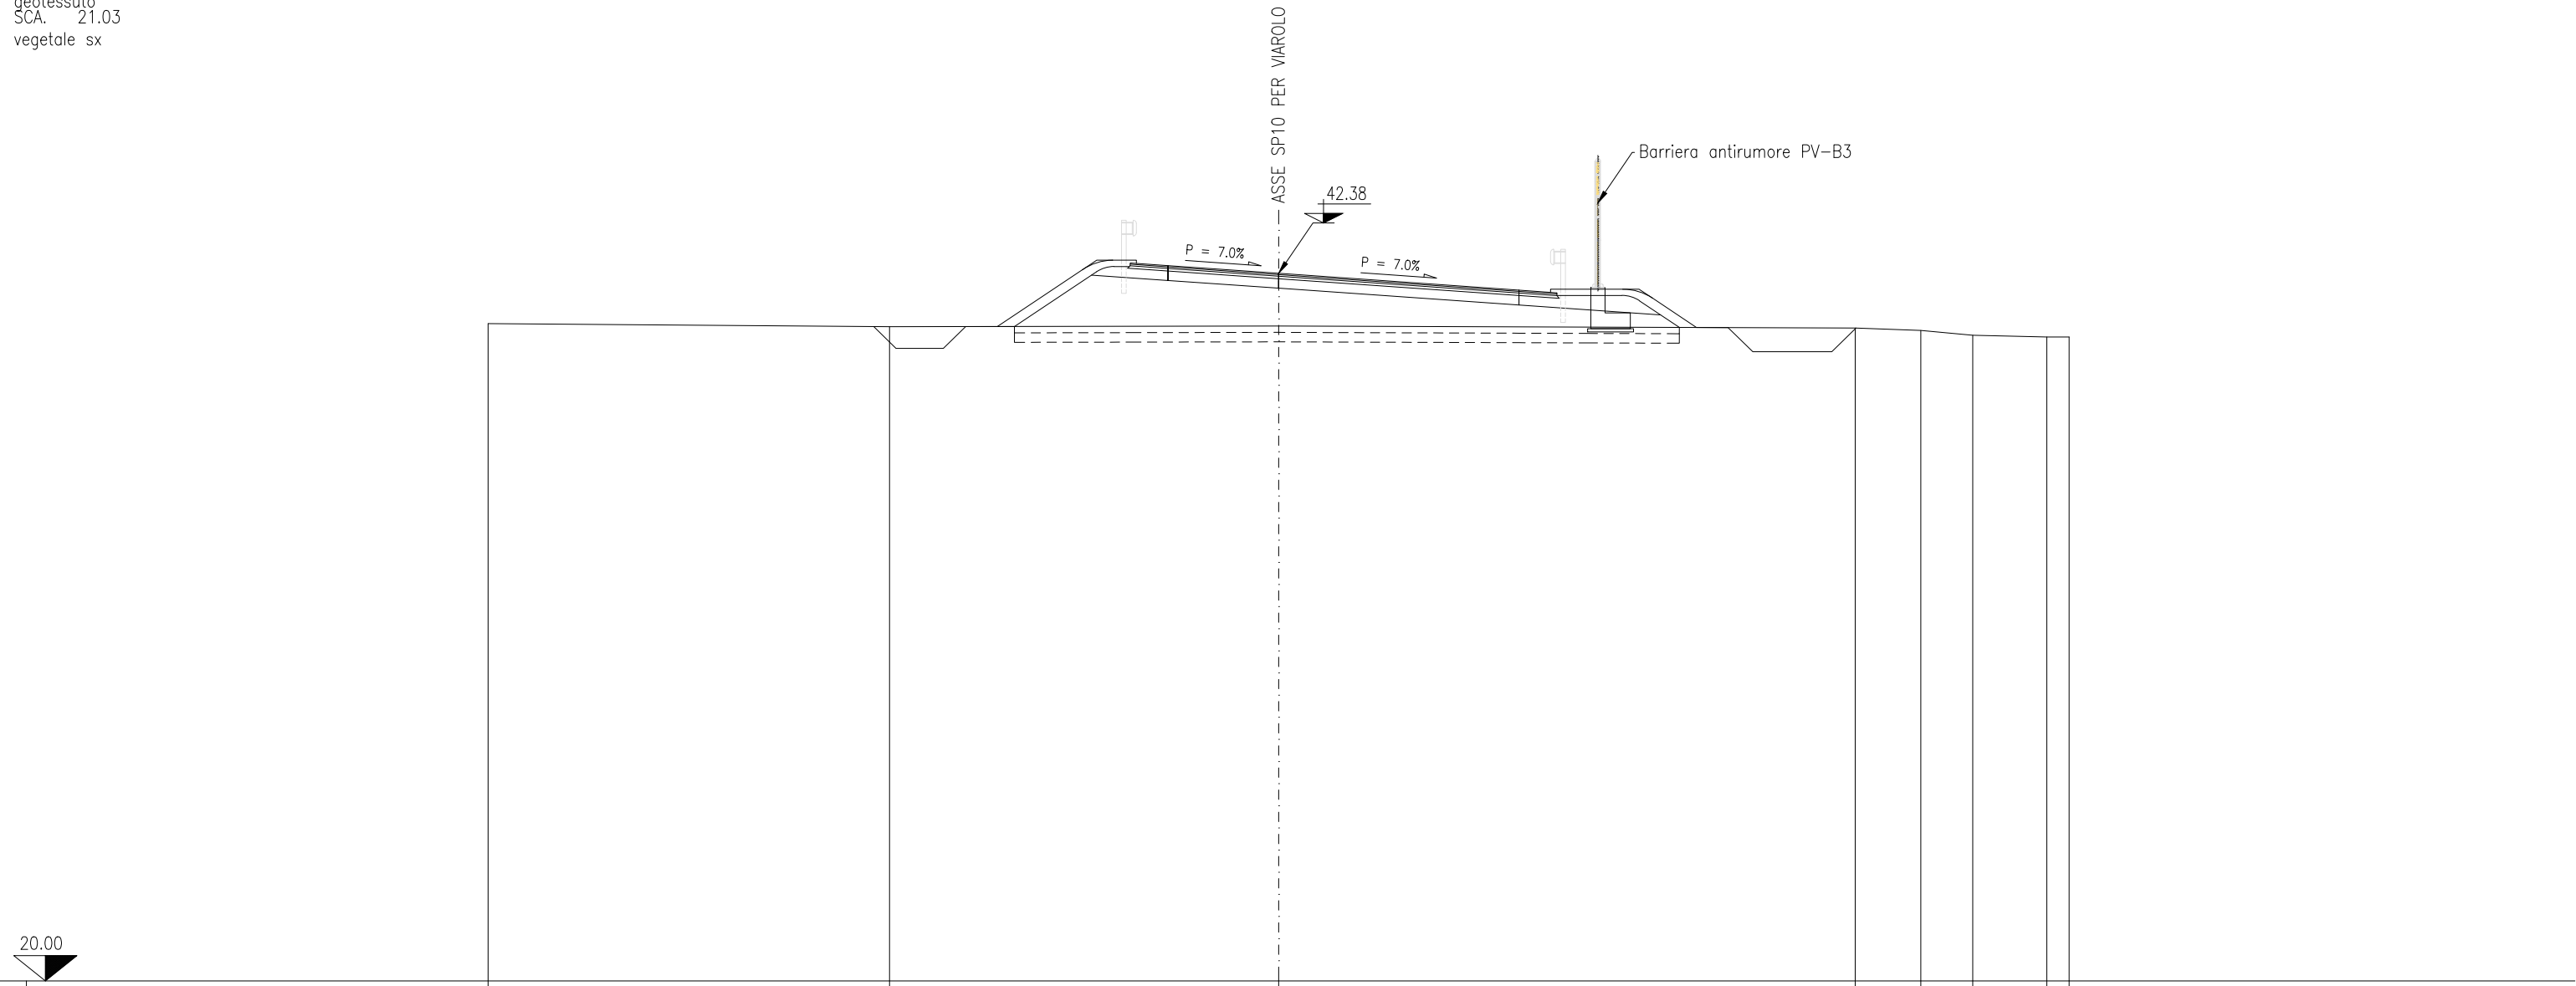 geotessuto
SCA. 21.03
vegetale sx
ASSE SP10 PER VIAROLO
Barriera antirumore PV-B3
42.38
P = 7.0%
P = 7.0%
20.00